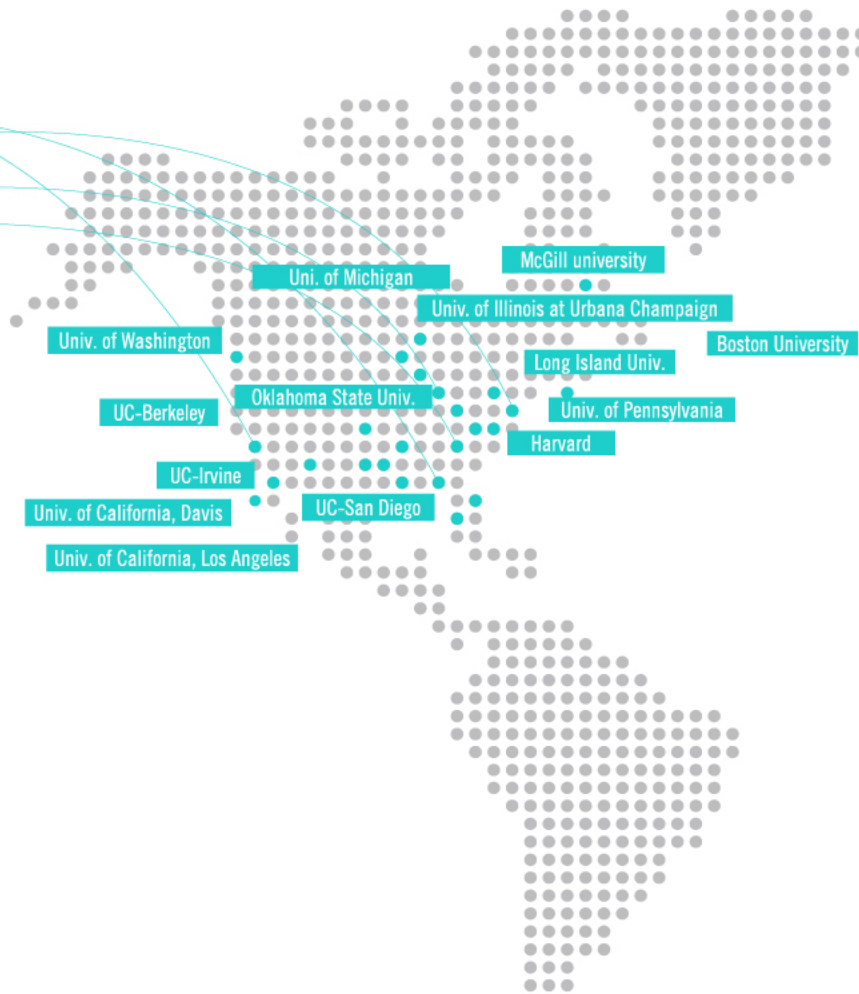 McGill university
Uni. of Michigan
Univ. of Illinois at Urbana Champaign
Univ. of Washington
Boston University
Long Island Univ.
Oklahoma State Univ.
Univ. of Pennsylvania
UC-Berkeley
Harvard
UC-Irvine
UC-San Diego
Univ. of California, Davis
Univ. of California, Los Angeles